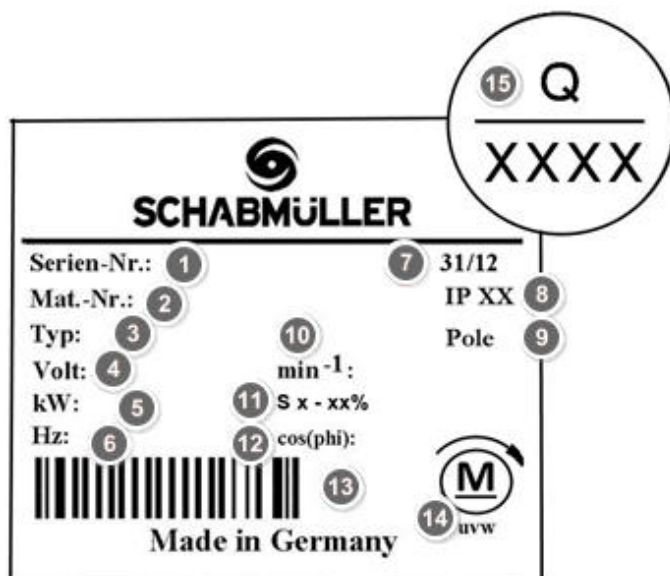 15 Q
XXXX
SCHABMÜLLER
Serien-Nr.: 1 7 31/12
Mat.-Nr.: 2 IP XX 8
Typ: 3 10 Pole 9
Volt: 4 min-1:
kW: 5 11 S x - xx%
Hz: 6 12 cos(phi):
13 M
14 uvw
Made in Germany